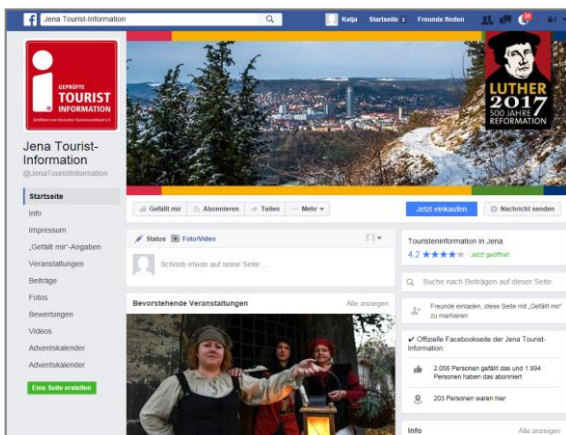 Jena Tourist-Information
Katja Startseite 2 Freunde finden
GEPRÜFTE
TOURIST
INFORMATION
Zertifiziert vom Deutschen Tourismusverband e.V.
LUTHER
2017
500 JAHRE
REFORMATION
Jena Tourist-
Information
@JenaTouristInformation
Startseite
Info
Impressum
„Gefällt mir“-Angaben
Veranstaltungen
Beiträge
Fotos
Bewertungen
Videos
Adventskalender
Adventskalender
Eine Seite erstellen
Gefällt mir Abonnieren Teilen ··· Mehr
Jetzt einkaufen Nachricht senden
Status Foto/Video
Schreib etwas auf seine Seite ...
Bevorstehende Veranstaltungen Alle anzeigen
Touristeninformation in Jena
4.2 ★★★★★ · Jetzt geöffnet
Suche nach Beiträgen auf dieser Seite
Freunde einladen, diese Seite mit „Gefällt mir“
zu markieren
✔ Offizielle Facebookseite der Jena Tourist-
Information
2.056 Personen gefällt das und 1.994
Personen haben das abonniert
203 Personen waren hier
Info Alle anzeigen